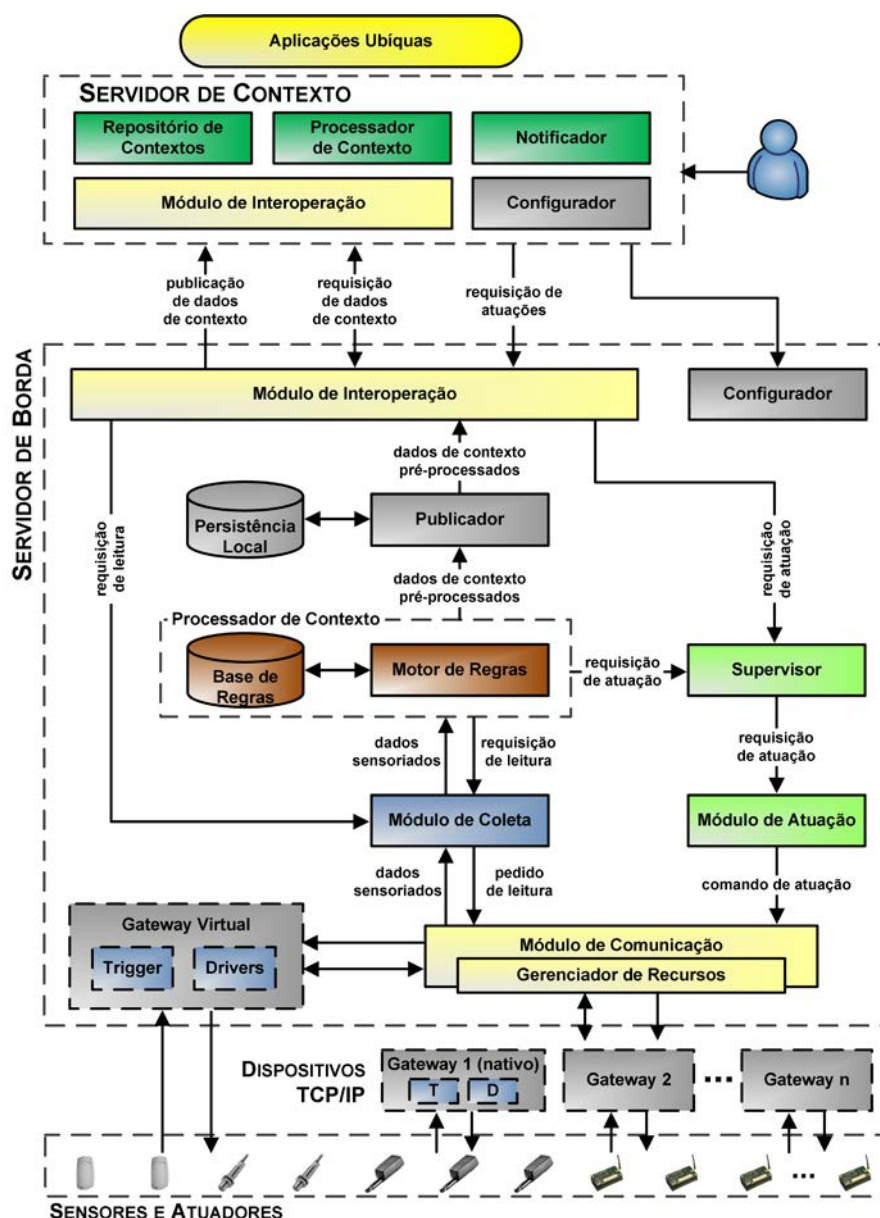 Aplicações Ubíquas
SERVIDOR DE CONTEXTO
Repositório de
Contextos
Processador
de Contexto
Notificador
Módulo de Interoperação
Configurador
publicação
de dados
de contexto
requisição
de dados
de contexto
requisição de
atuações
SERVIDOR DE BORDA
Módulo de Interoperação
Configurador
dados de contexto
pré-processados
Persistência
Local
Publicador
requisição
de leitura
requisição
de atuação
dados de contexto
pré-processados
Processador de Contexto
Base de
Regras
Motor de Regras
requisição
de atuação
Supervisor
dados
sensoriados
requisição
de leitura
requisição
de atuação
Módulo de Coleta
Módulo de Atuação
dados
sensoriados
pedido
de leitura
comando de atuação
Gateway Virtual
Trigger
Drivers
Módulo de Comunicação
Gerenciador de Recursos
DISPOSITIVOS
TCP/IP
Gateway 1 (nativo)
T
D
Gateway 2
...
Gateway n
...
SENSORES E ATUADORES